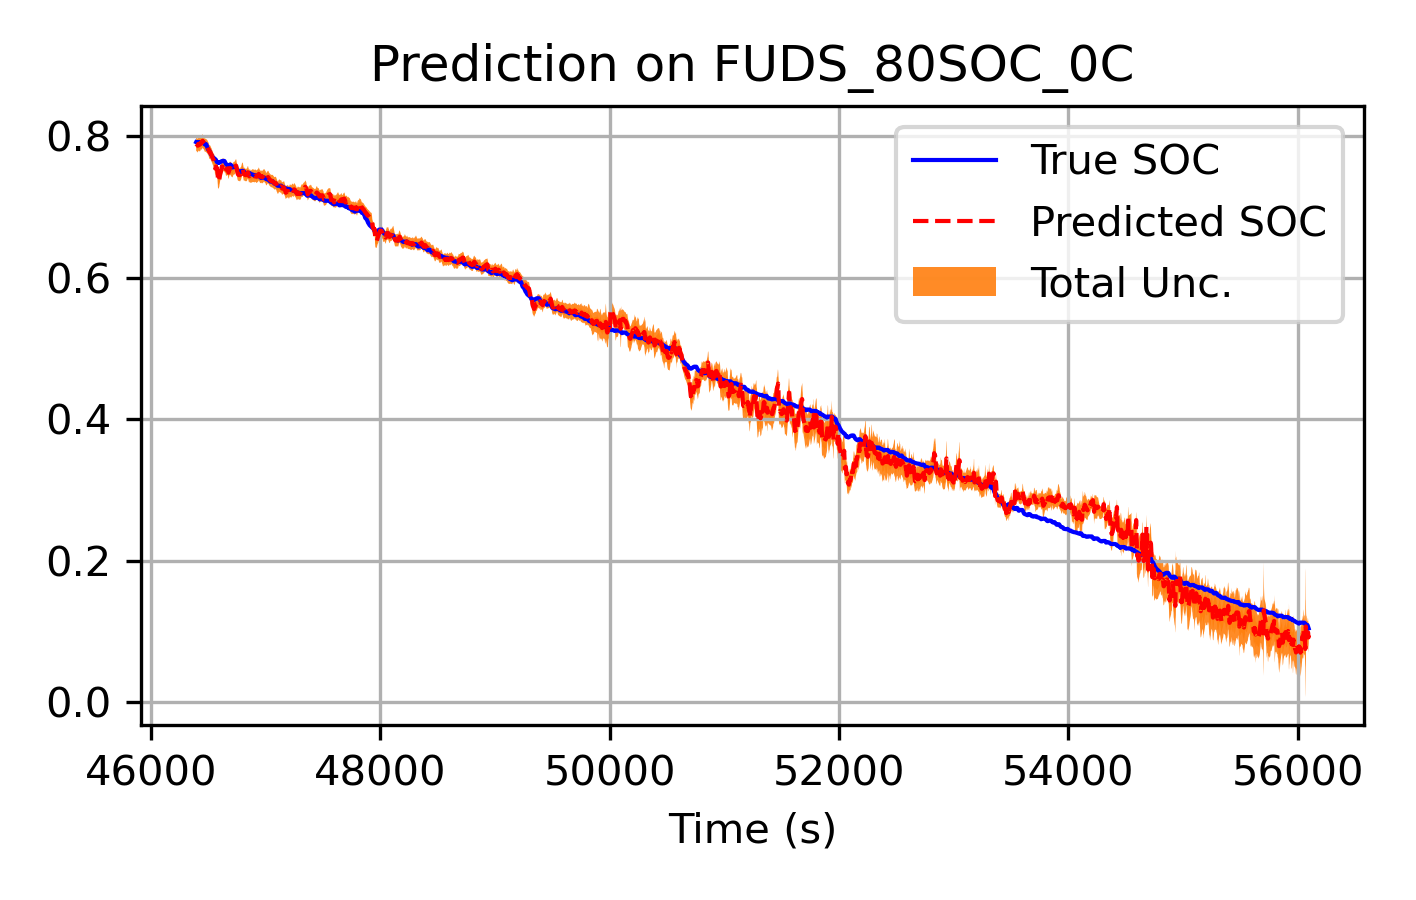 Prediction on FUDS_80SOC_0C
0.8
0.6
0.4
0.2
0.0
True SOC
Predicted SOC
Total Unc.
46000 48000 50000 52000 54000 56000
Time (s)